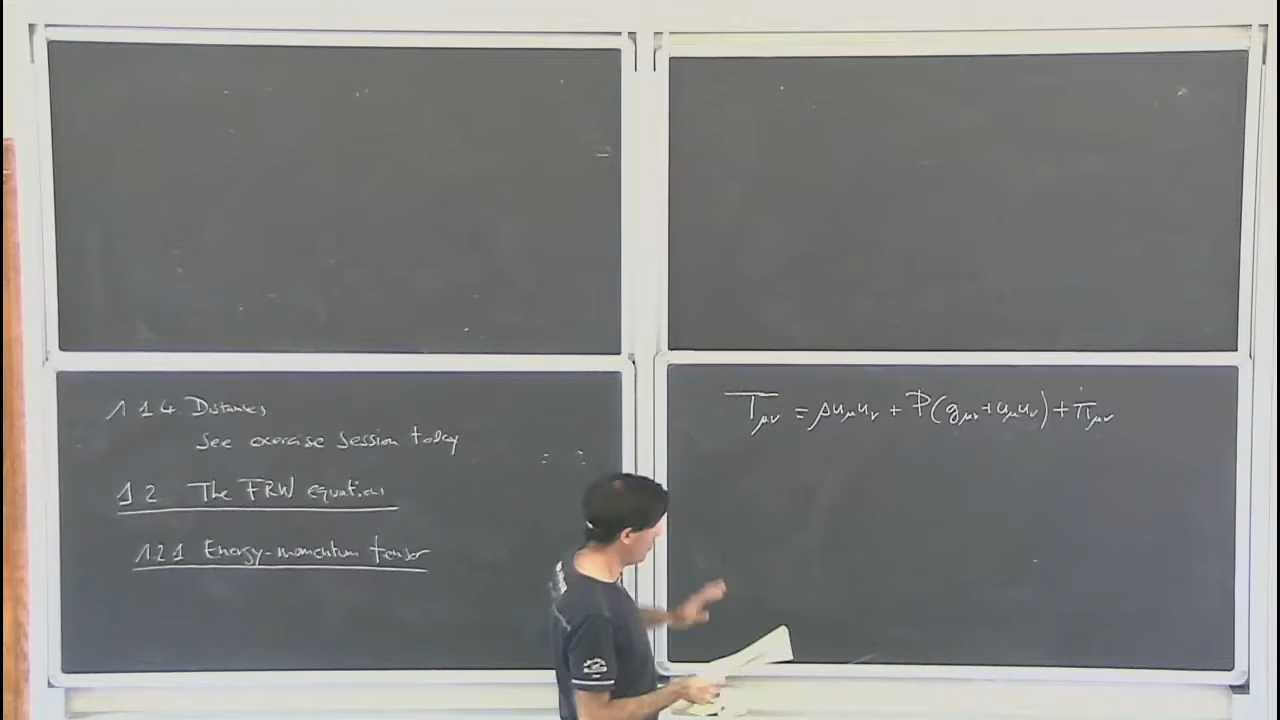 1 1 4 Distances
See exercise session today
1 2 The FRW equations
1 2 1 Energy-momentum tensor
T_μν = ρu_μu_ν + P(g_μν + u_μu_ν) + π_μν